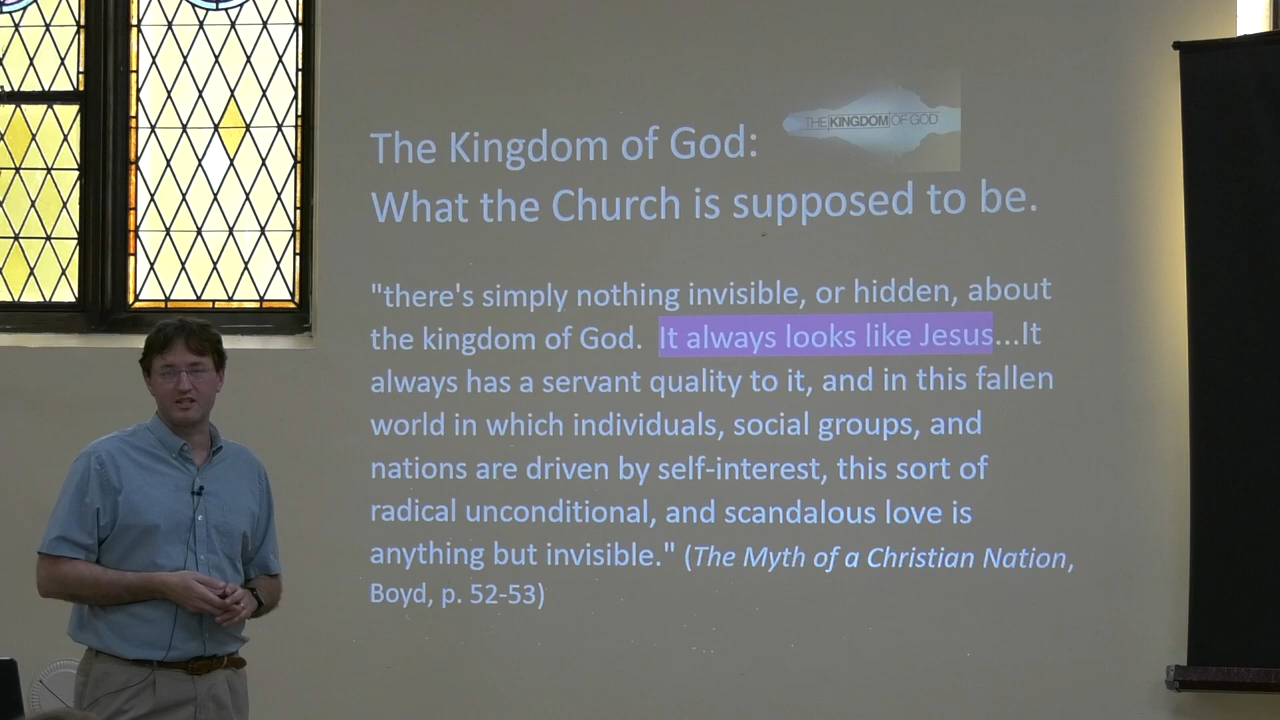 THE KINGDOM OF GOD
The Kingdom of God:
What the Church is supposed to be.
"there's simply nothing invisible, or hidden, about
the kingdom of God.  It always looks like Jesus...It
always has a servant quality to it, and in this fallen
world in which individuals, social groups, and
nations are driven by self-interest, this sort of
radical unconditional, and scandalous love is
anything but invisible." (The Myth of a Christian Nation,
Boyd, p. 52-53)